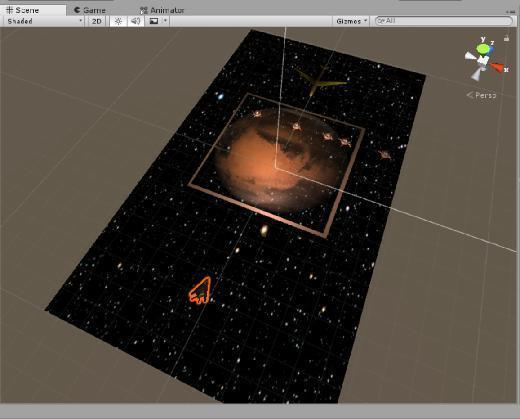 Scene Game Animator
Shaded 2D Gizmos All
y
z
x
Persp